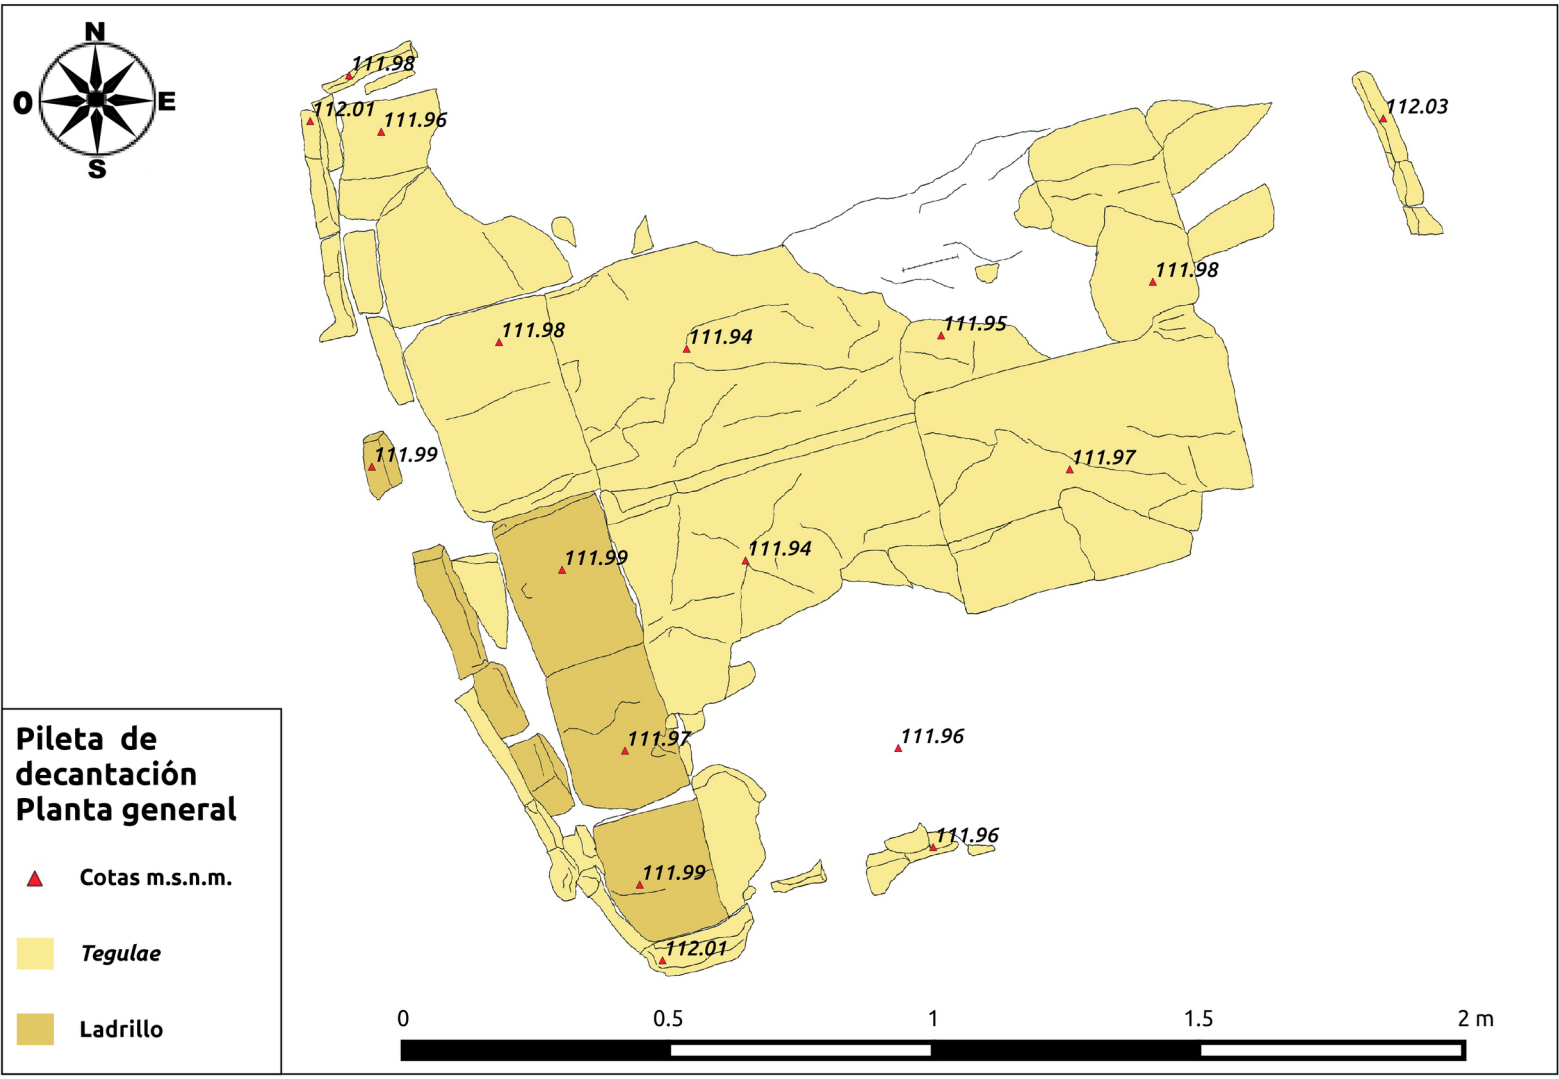 N
O
E
S
111.98
112.01
111.96
112.03
111.98
111.98
111.94
111.95
111.99
111.97
111.99
111.94
111.97
111.96
111.96
111.99
112.01
Pileta de
decantación
Planta general
Cotas m.s.n.m.
Tegulae
Ladrillo
0
0.5
1
1.5
2 m